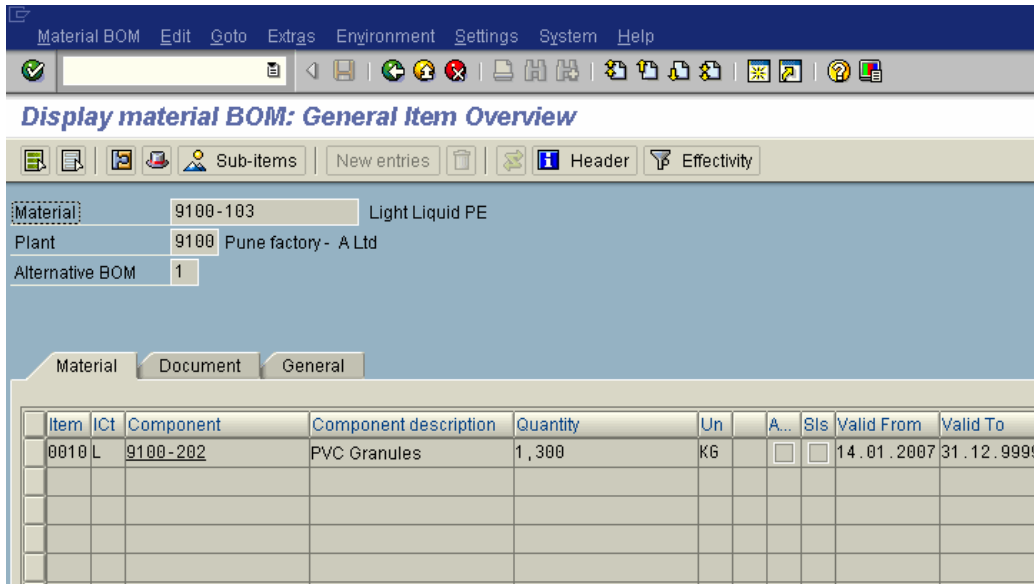 Material BOM Edit Goto Extras Environment Settings System Help
Display material BOM: General Item Overview
Sub-items New entries Header Effectivity
Material 9100-103 Light Liquid PE
Plant 9100 Pune factory - A Ltd
Alternative BOM 1
Material Document General
Item ICt Component Component description Quantity Un A... SIs Valid From Valid To
0010 L 9100-202 PVC Granules 1,300 KG 14.01.2007 31.12.9999